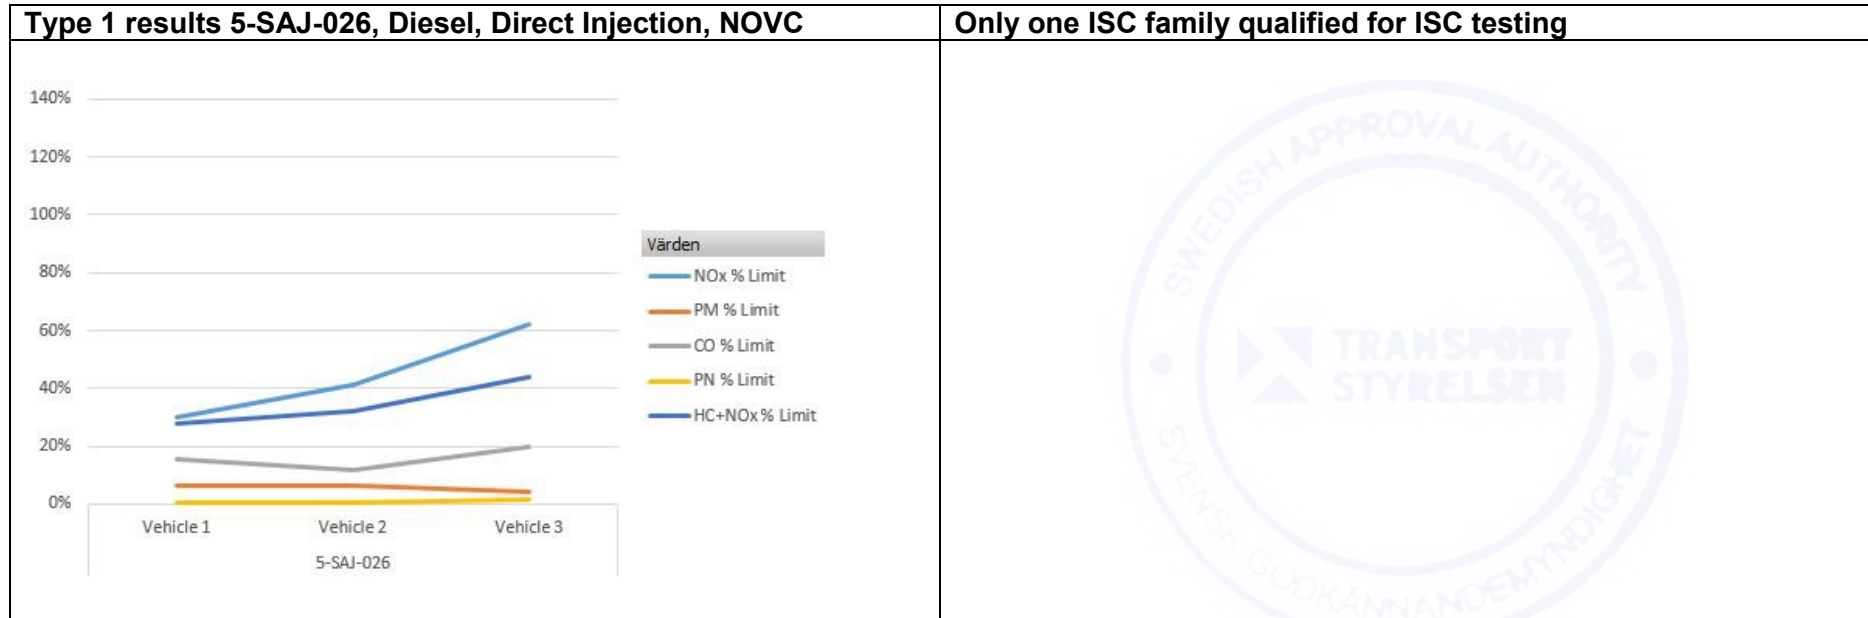 Type 1 results 5-SAJ-026, Diesel, Direct Injection, NOVC
Only one ISC family qualified for ISC testing
140%
120%
100%
80%
60%
40%
20%
0%
Vehicle 1 Vehicle 2 Vehicle 3
5-SAJ-026
Värden
NOx % Limit
PM % Limit
CO % Limit
PN % Limit
HC+NOx % Limit
SWEDISH APPROVAL AUTHORITY
TRANSPORT
STYRELSEN
SVENSK GODKÄNNANDEMYNDIGHET